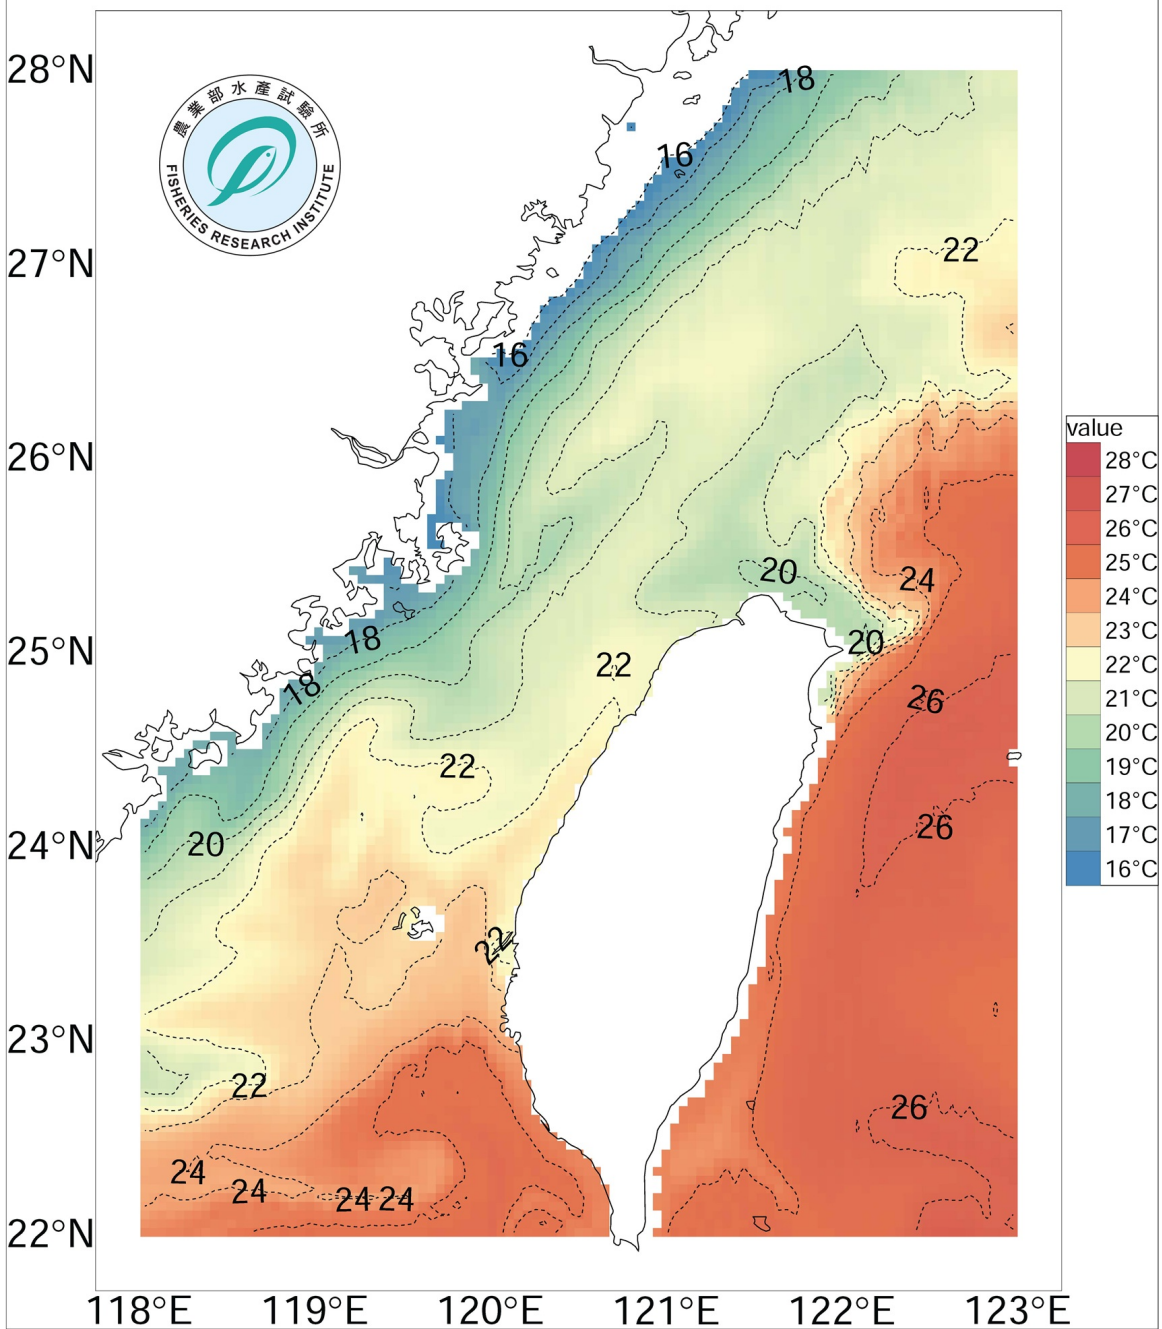 28°N
27°N
26°N
25°N
24°N
23°N
22°N
118°E 119°E 120°E 121°E 122°E 123°E
農業部水產試驗所
FISHERIES RESEARCH INSTITUTE
18
16
22
16
20
24
20
18
22
18
26
22
26
20
22
22
26
24
24
24
24
value
28°C
27°C
26°C
25°C
24°C
23°C
22°C
21°C
20°C
19°C
18°C
17°C
16°C